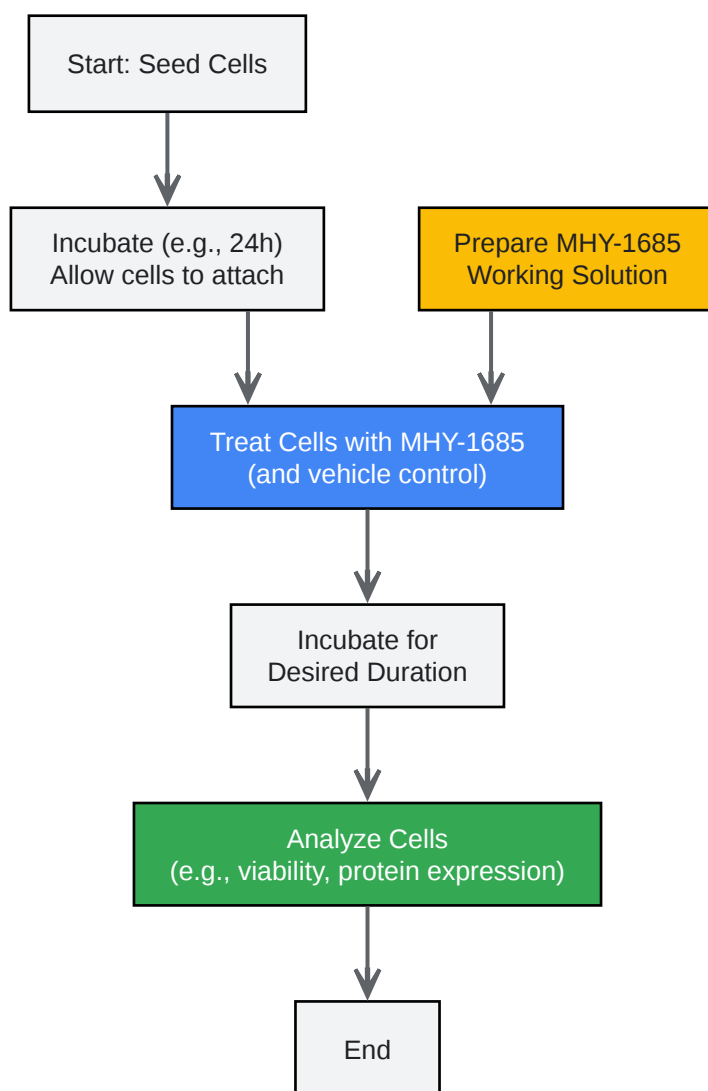 Start: Seed Cells
Incubate (e.g., 24h)
Allow cells to attach
Prepare MHY-1685
Working Solution
Treat Cells with MHY-1685
(and vehicle control)
Incubate for
Desired Duration
Analyze Cells
(e.g., viability, protein expression)
End